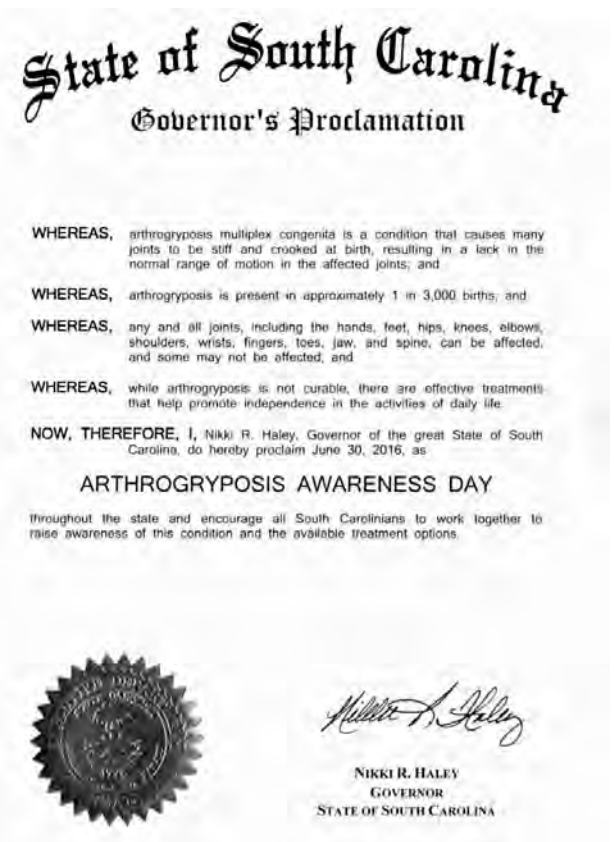 State of South Carolina
Governor's Proclamation
WHEREAS, arthrogryposis multiplex congenita is a condition that causes many
joints to be stiff and crooked at birth, resulting in a lack in the
normal range of motion in the affected joints; and
WHEREAS, arthrogryposis is present in approximately 1 in 3,000 births; and
WHEREAS, any and all joints, including the hands, feet, hips, knees, elbows,
shoulders, wrists, fingers, toes, jaw, and spine, can be affected,
and some may not be affected; and
WHEREAS, while arthrogryposis is not curable, there are effective treatments
that help promote independence in the activities of daily life.
NOW, THEREFORE, I, Nikki R. Haley, Governor of the great State of South
Carolina, do hereby proclaim June 30, 2016, as
ARTHROGRYPOSIS AWARENESS DAY
throughout the state and encourage all South Carolinians to work together to
raise awareness of this condition and the available treatment options.
NIKKI R. HALEY
GOVERNOR
STATE OF SOUTH CAROLINA